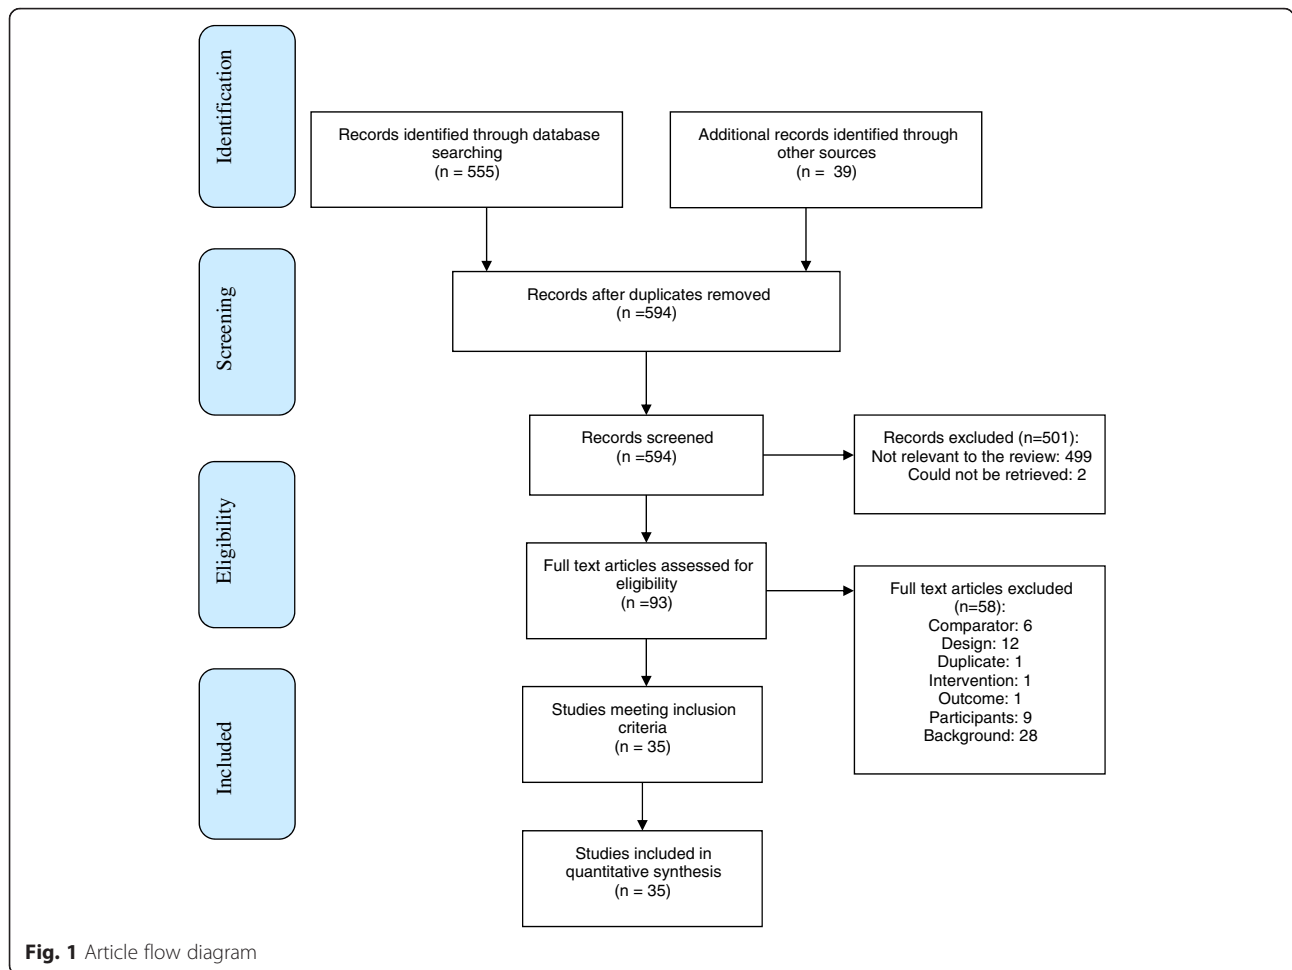 Identification
Records identified through database
searching
(n = 555)
Additional records identified through
other sources
(n = 39)
Screening
Records after duplicates removed
(n =594)
Records screened
(n =594)
Records excluded (n=501):
Not relevant to the review: 499
Could not be retrieved: 2
Eligibility
Full text articles assessed for
eligibility
(n =93)
Full text articles excluded
(n=58):
Comparator: 6
Design: 12
Duplicate: 1
Intervention: 1
Outcome: 1
Participants: 9
Background: 28
Included
Studies meeting inclusion
criteria
(n = 35)
Studies included in
quantitative synthesis
(n = 35)
Fig. 1 Article flow diagram